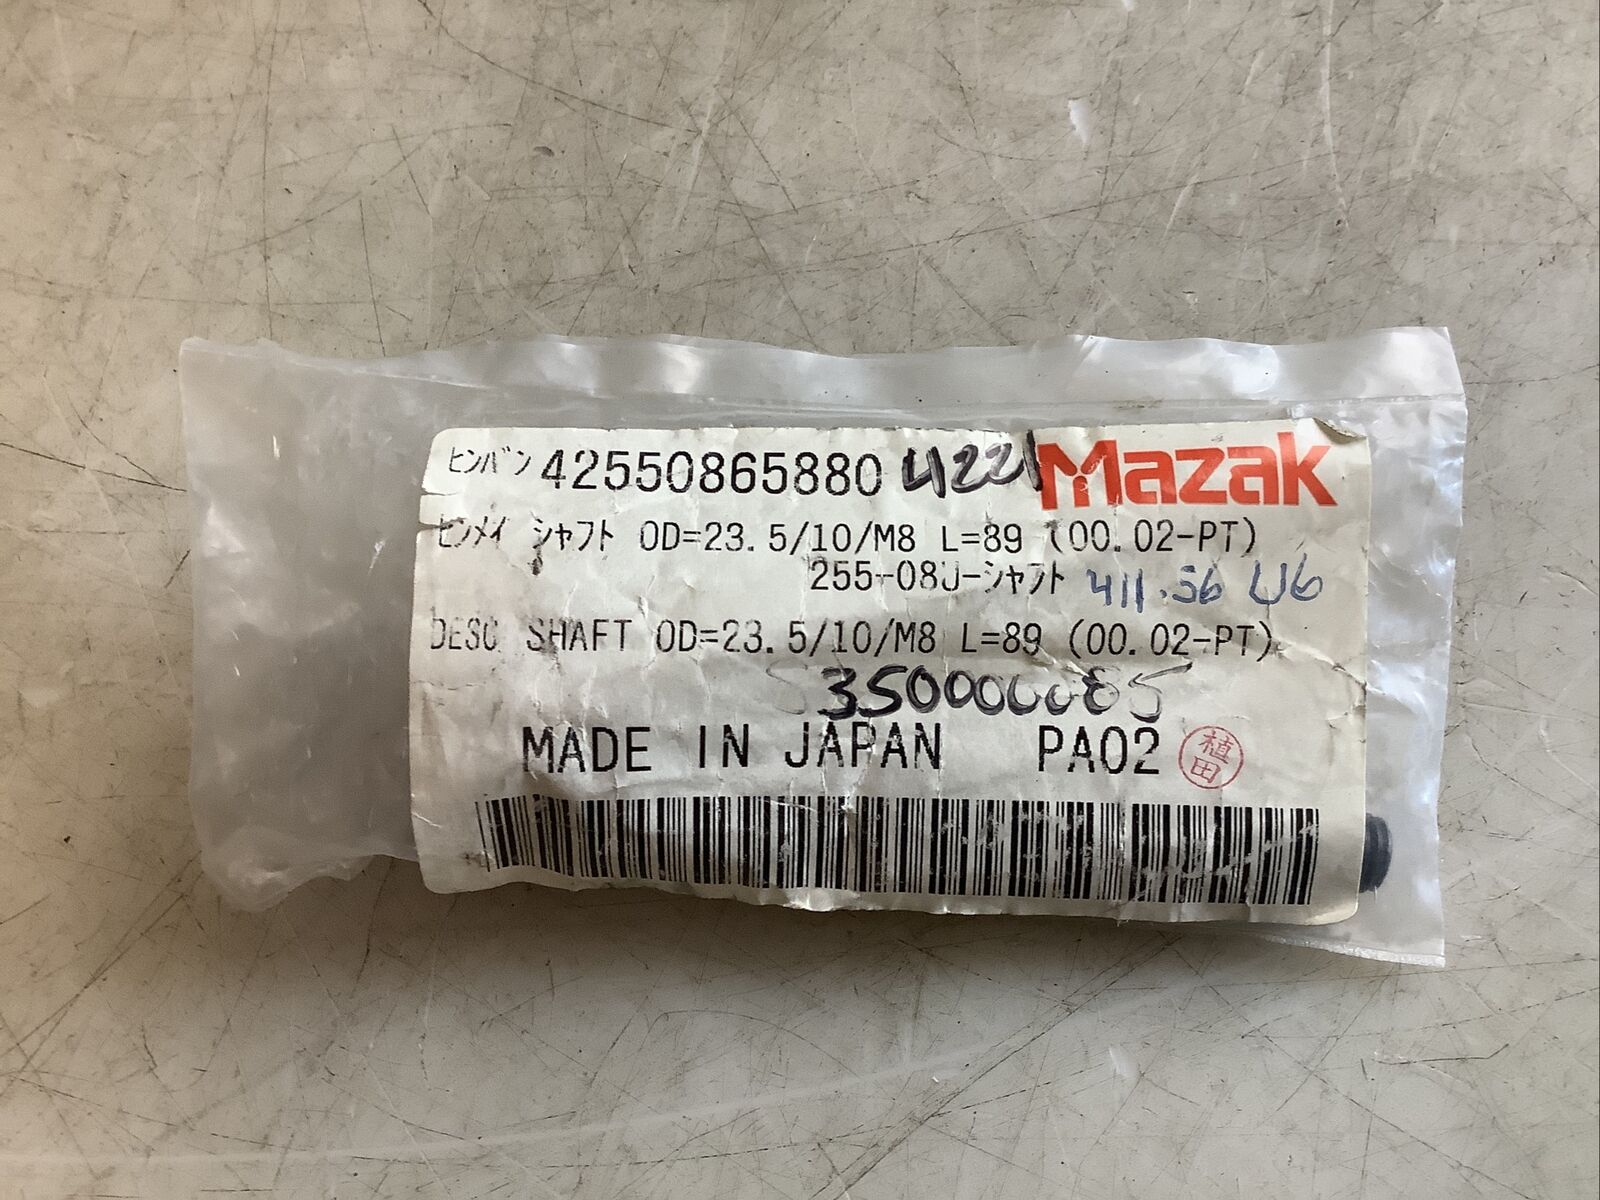 ﾋﾝﾊﾞﾝ 42550865880 4221 Mazak
ﾋﾝﾒｲ ｼｬﾌﾄ OD=23.5/10/M8 L=89 (00.02-PT)
255-080-ｼｬﾌﾄ 411.56 U6
DESC SHAFT OD=23.5/10/M8 L=89 (00.02-PT)
350000085
MADE IN JAPAN PA02 植田